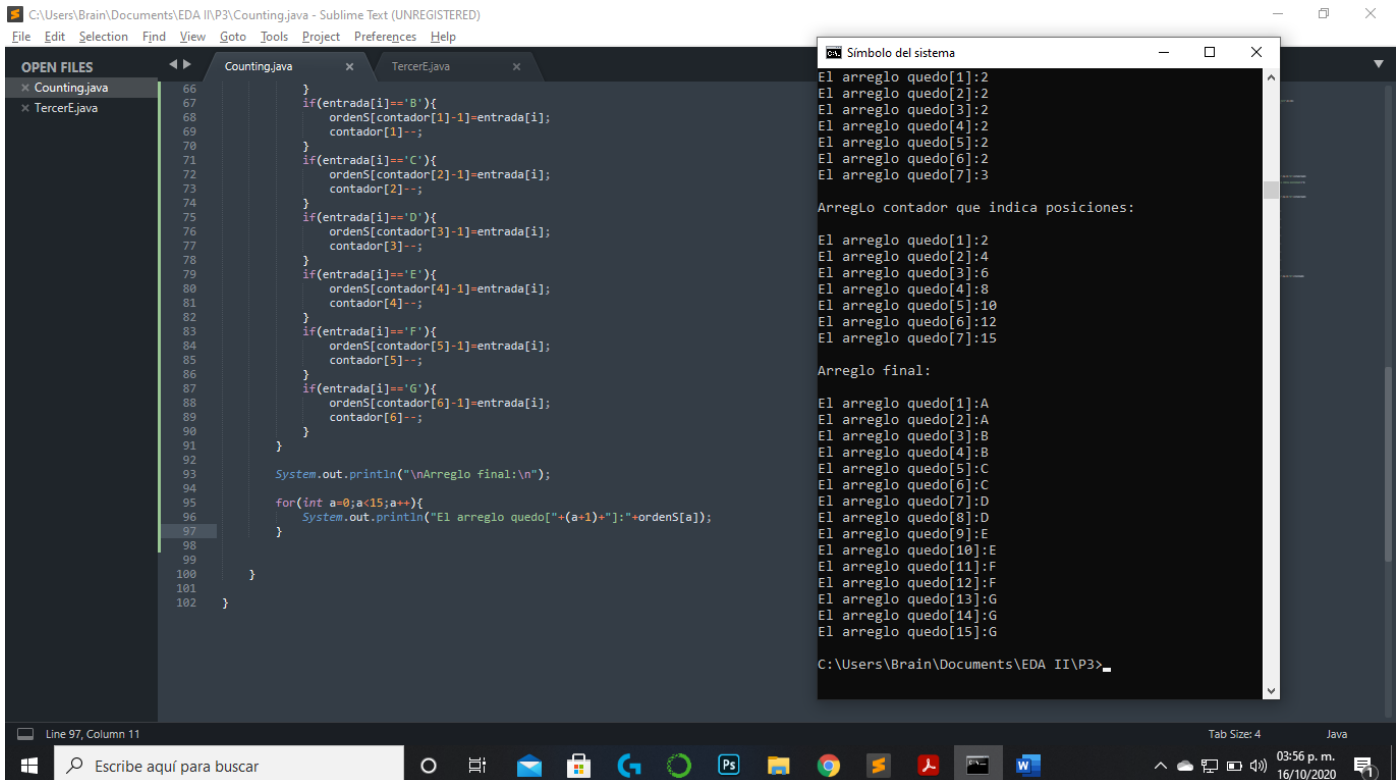 C:\Users\Brain\Documents\EDA II\P3\Counting.java - Sublime Text (UNREGISTERED)
File Edit Selection Find View Goto Tools Project Preferences Help
OPEN FILES
× Counting.java
× TercerE.java
Counting.java ×
TercerE.java ×
66 }
67 if(entrada[i]=='B'){
68 ordenS[contador[1]-1]=entrada[i];
69 contador[1]--;
70 }
71 if(entrada[i]=='C'){
72 ordenS[contador[2]-1]=entrada[i];
73 contador[2]--;
74 }
75 if(entrada[i]=='D'){
76 ordenS[contador[3]-1]=entrada[i];
77 contador[3]--;
78 }
79 if(entrada[i]=='E'){
80 ordenS[contador[4]-1]=entrada[i];
81 contador[4]--;
82 }
83 if(entrada[i]=='F'){
84 ordenS[contador[5]-1]=entrada[i];
85 contador[5]--;
86 }
87 if(entrada[i]=='G'){
88 ordenS[contador[6]-1]=entrada[i];
89 contador[6]--;
90 }
91 }
92
93 System.out.println("\nArreglo final:\n");
94
95 for(int a=0;a<15;a++){
96 System.out.println("El arreglo quedo["+(a+1)+"]:"+ordenS[a]);
97 }
98
99
100 }
101
102 }
Símbolo del sistema
El arreglo quedo[1]:2
El arreglo quedo[2]:2
El arreglo quedo[3]:2
El arreglo quedo[4]:2
El arreglo quedo[5]:2
El arreglo quedo[6]:2
El arreglo quedo[7]:3
ArregLo contador que indica posiciones:
El arreglo quedo[1]:2
El arreglo quedo[2]:4
El arreglo quedo[3]:6
El arreglo quedo[4]:8
El arreglo quedo[5]:10
El arreglo quedo[6]:12
El arreglo quedo[7]:15
Arreglo final:
El arreglo quedo[1]:A
El arreglo quedo[2]:A
El arreglo quedo[3]:B
El arreglo quedo[4]:B
El arreglo quedo[5]:C
El arreglo quedo[6]:C
El arreglo quedo[7]:D
El arreglo quedo[8]:D
El arreglo quedo[9]:E
El arreglo quedo[10]:E
El arreglo quedo[11]:F
El arreglo quedo[12]:F
El arreglo quedo[13]:G
El arreglo quedo[14]:G
El arreglo quedo[15]:G
C:\Users\Brain\Documents\EDA II\P3>
Line 97, Column 11
Tab Size: 4
Java
Escribe aquí para buscar
Ps
W
03:56 p. m.
16/10/2020
1